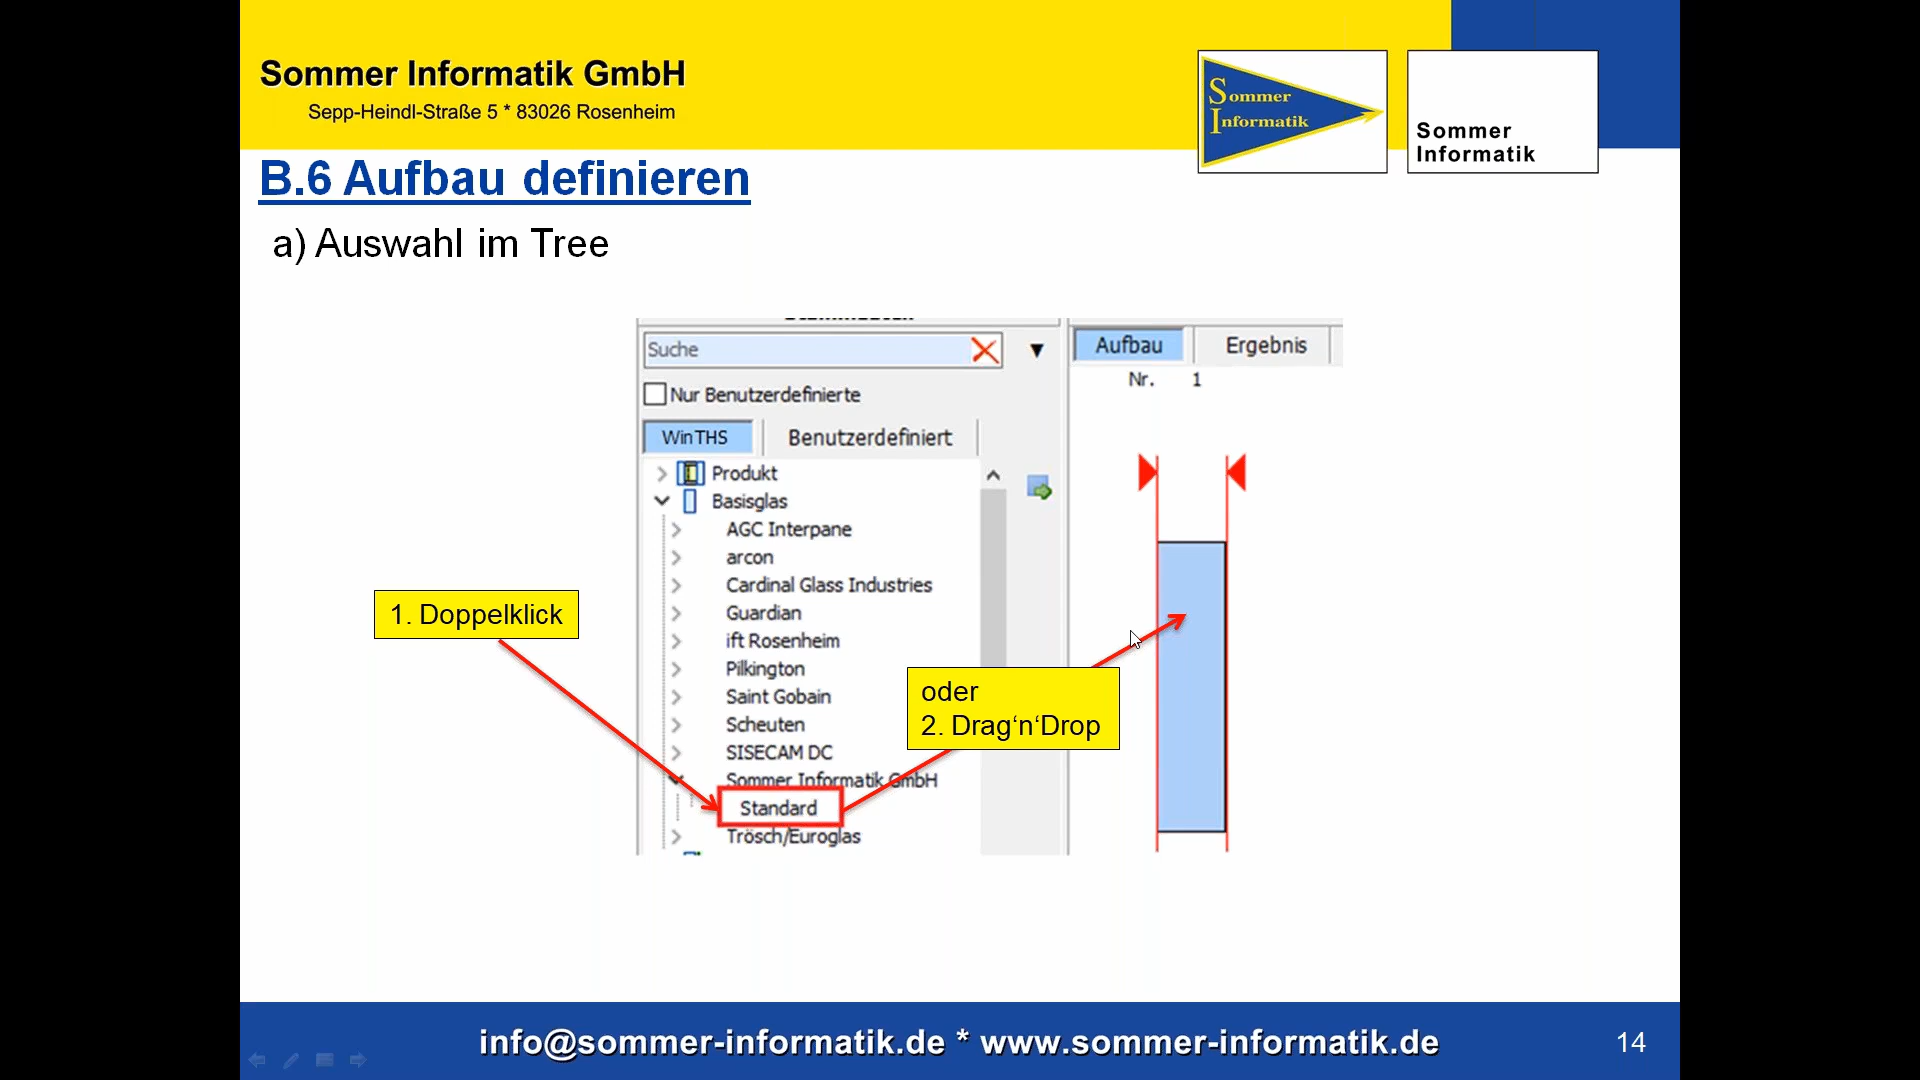 Sommer Informatik GmbH
Sepp-Heindl-Straße 5 * 83026 Rosenheim
Sommer
Informatik
Sommer
Informatik
B.6 Aufbau definieren
a) Auswahl im Tree
Suche
Nur Benutzerdefinierte
WinTHS
Benutzerdefiniert
Produkt
Basisglas
AGC Interpane
arcon
Cardinal Glass Industries
Guardian
ift Rosenheim
Pilkington
Saint Gobain
Scheuten
SISECAM DC
Sommer Informatik GmbH
Standard
Trösch/Euroglas
Aufbau
Ergebnis
Nr. 1
1. Doppelklick
oder
2. Drag‘n‘Drop
info@sommer-informatik.de * www.sommer-informatik.de
14